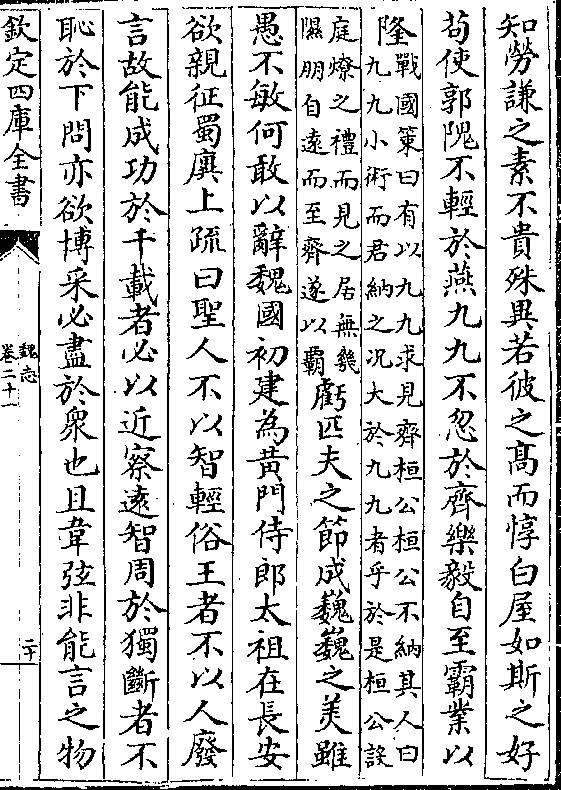 知勞謙之素不貴殊異若彼之髙而惇白屋如斯之好
苟使郭隗不輕於燕九九不忽於齊樂毅自至霸業以
隆戰國策曰有以九九求見齊桓公桓公不納其人曰
九九小術而君納之况大於九九者乎於是桓公設
庭燎之禮而見之居無幾
隰朋自遠而至齊遂以霸虧匹夫之節成巍巍之美雖
愚不敏何敢以辭魏國初建為黄門侍郎太祖在長安
欲親征蜀廙上疏曰聖人不以智輕俗王者不以人廢
言故能成功於千載者必以近察遠智周於獨斷者不
恥於下問亦欲博采必盡於衆也且韋弦非能言之物
欽定四庫全書
魏志
卷二十一
二十